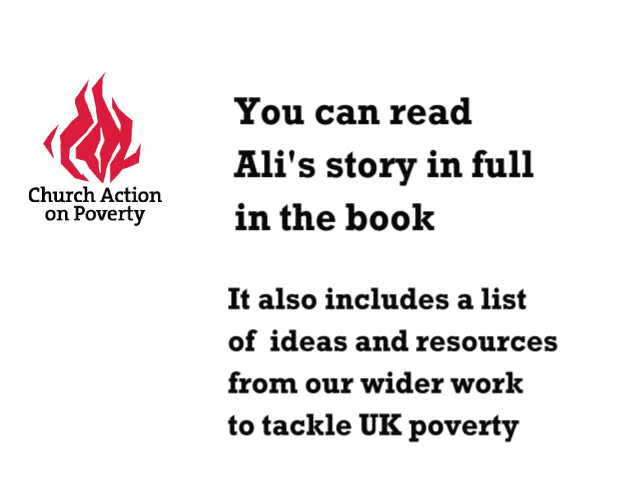 Church Action
on Poverty
You can read
Ali's story in full
in the book
It also includes a list
of ideas and resources
from our wider work
to tackle UK poverty